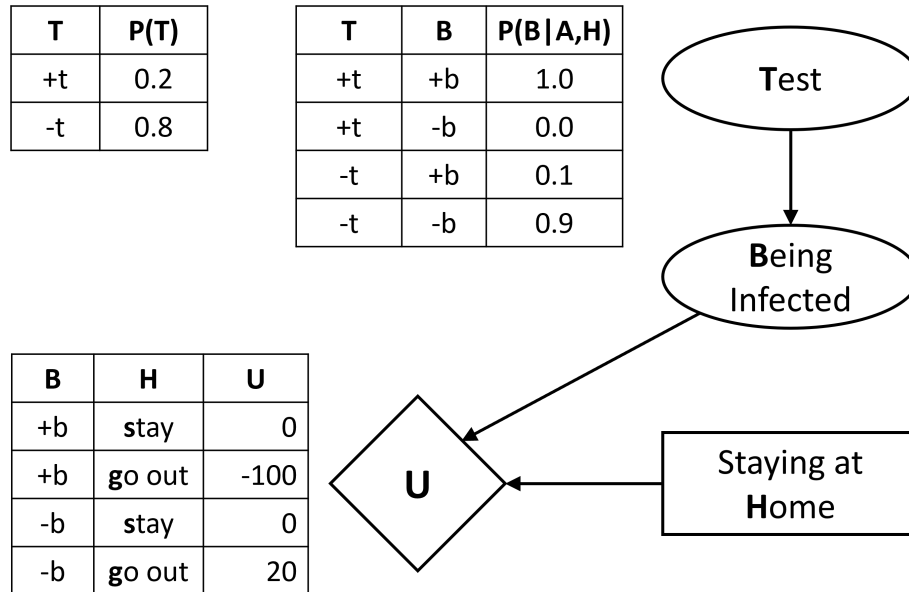 T P(T)
+t 0.2
-t 0.8
T B P(B|A,H)
+t +b 1.0
+t -b 0.0
-t +b 0.1
-t -b 0.9
Test
Being
Infected
B H U
+b stay 0
+b go out -100
-b stay 0
-b go out 20
U
Staying at
Home